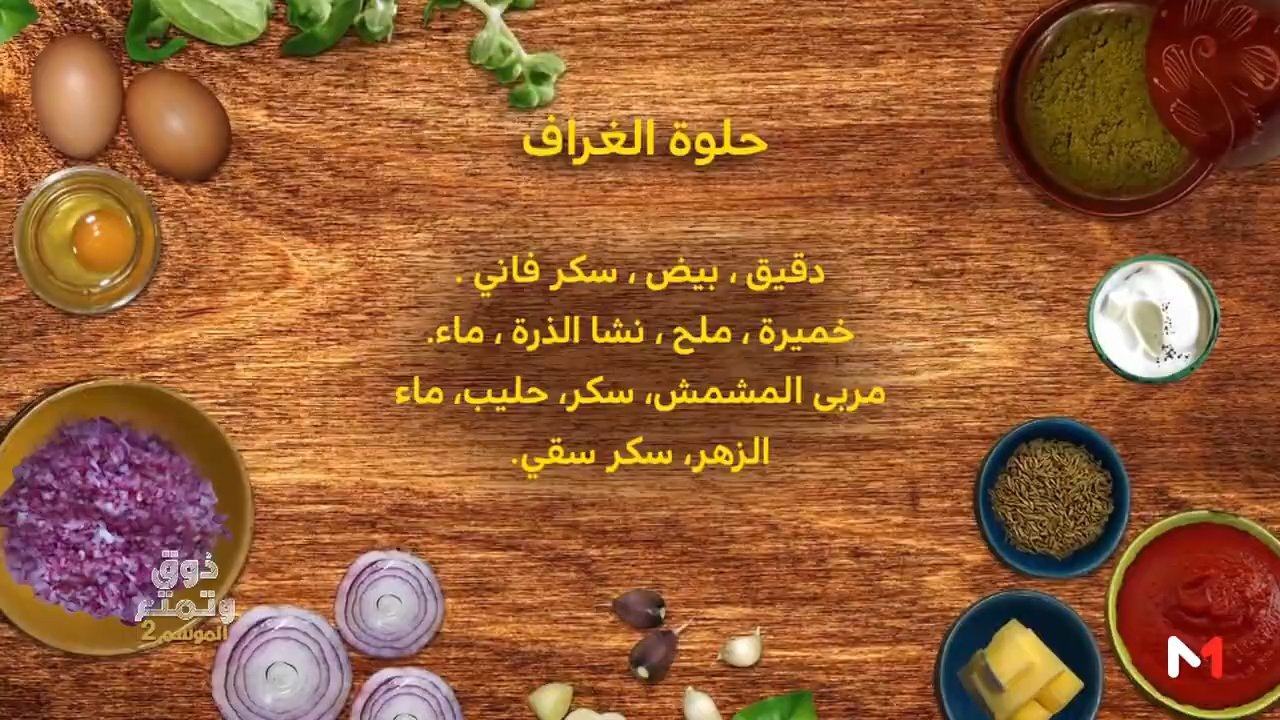 حلوة الغراف
دقيق ، بيض ، سكر فاني .
خميرة ، ملح ، نشا الذرة ، ماء.
مربى المشمش، سكر، حليب، ماء
الزهر، سكر سقي.
ذوق
وتمتع
الموسم 2
M1